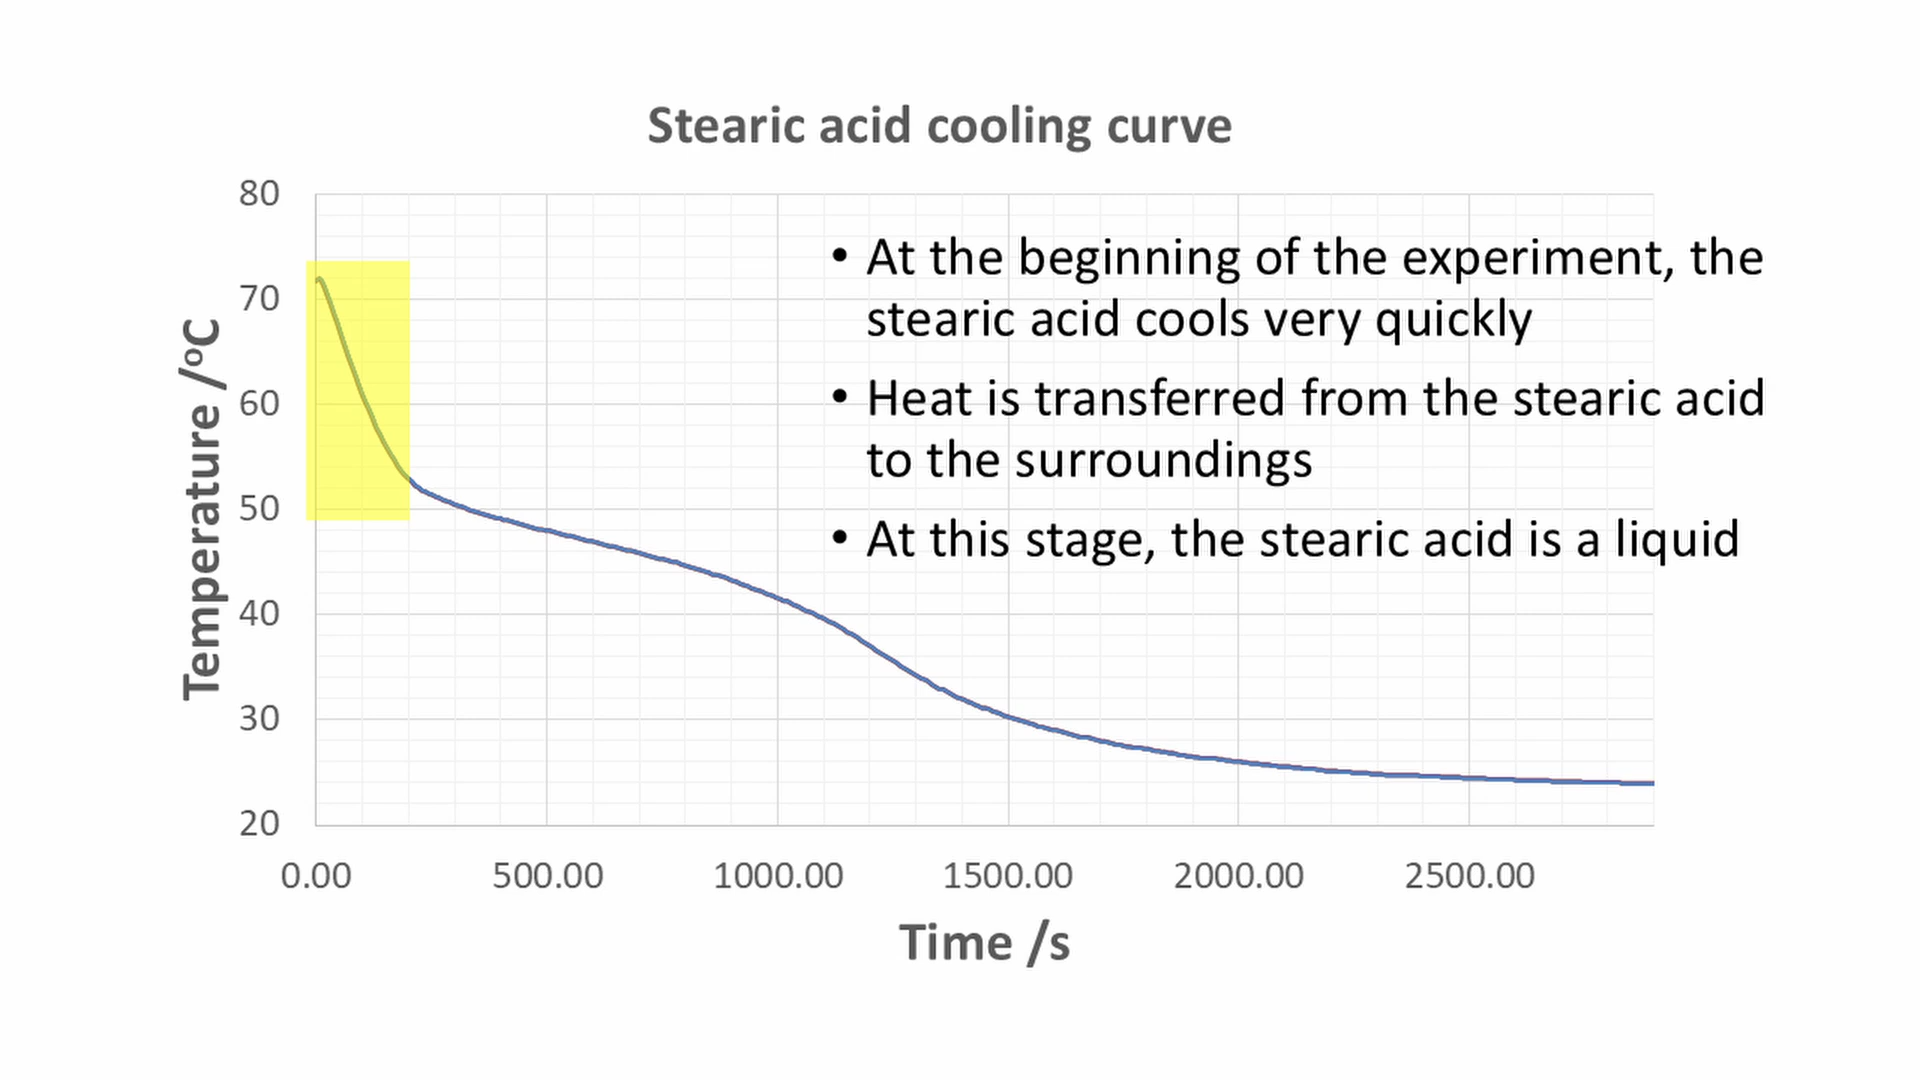 Stearic acid cooling curve
80
70
60
50
40
30
20
Temperature /°C
• At the beginning of the experiment, the
stearic acid cools very quickly
• Heat is transferred from the stearic acid
to the surroundings
• At this stage, the stearic acid is a liquid
0.00 500.00 1000.00 1500.00 2000.00 2500.00
Time /s